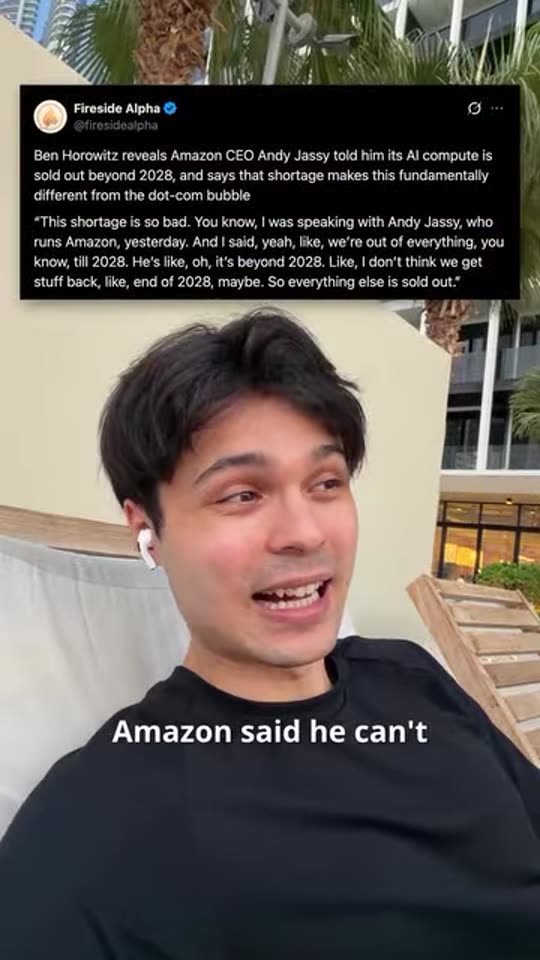 Fireside Alpha
@firesidealpha
Ben Horowitz reveals Amazon CEO Andy Jassy told him its AI compute is
sold out beyond 2028, and says that shortage makes this fundamentally
different from the dot-com bubble
“This shortage is so bad. You know, I was speaking with Andy Jassy, who
runs Amazon, yesterday. And I said, yeah, like, we’re out of everything, you
know, till 2028. He’s like, oh, it’s beyond 2028. Like, I don’t think we get
stuff back, like, end of 2028, maybe. So everything else is sold out.”
Amazon said he can't